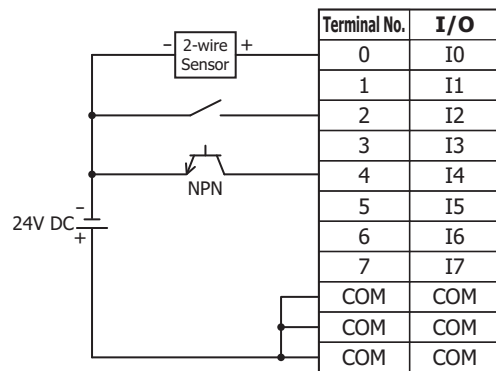 – 2-wire +
Sensor
NPN
–
24V DC
+
Terminal No. I/O
0 I0
1 I1
2 I2
3 I3
4 I4
5 I5
6 I6
7 I7
COM COM
COM COM
COM COM